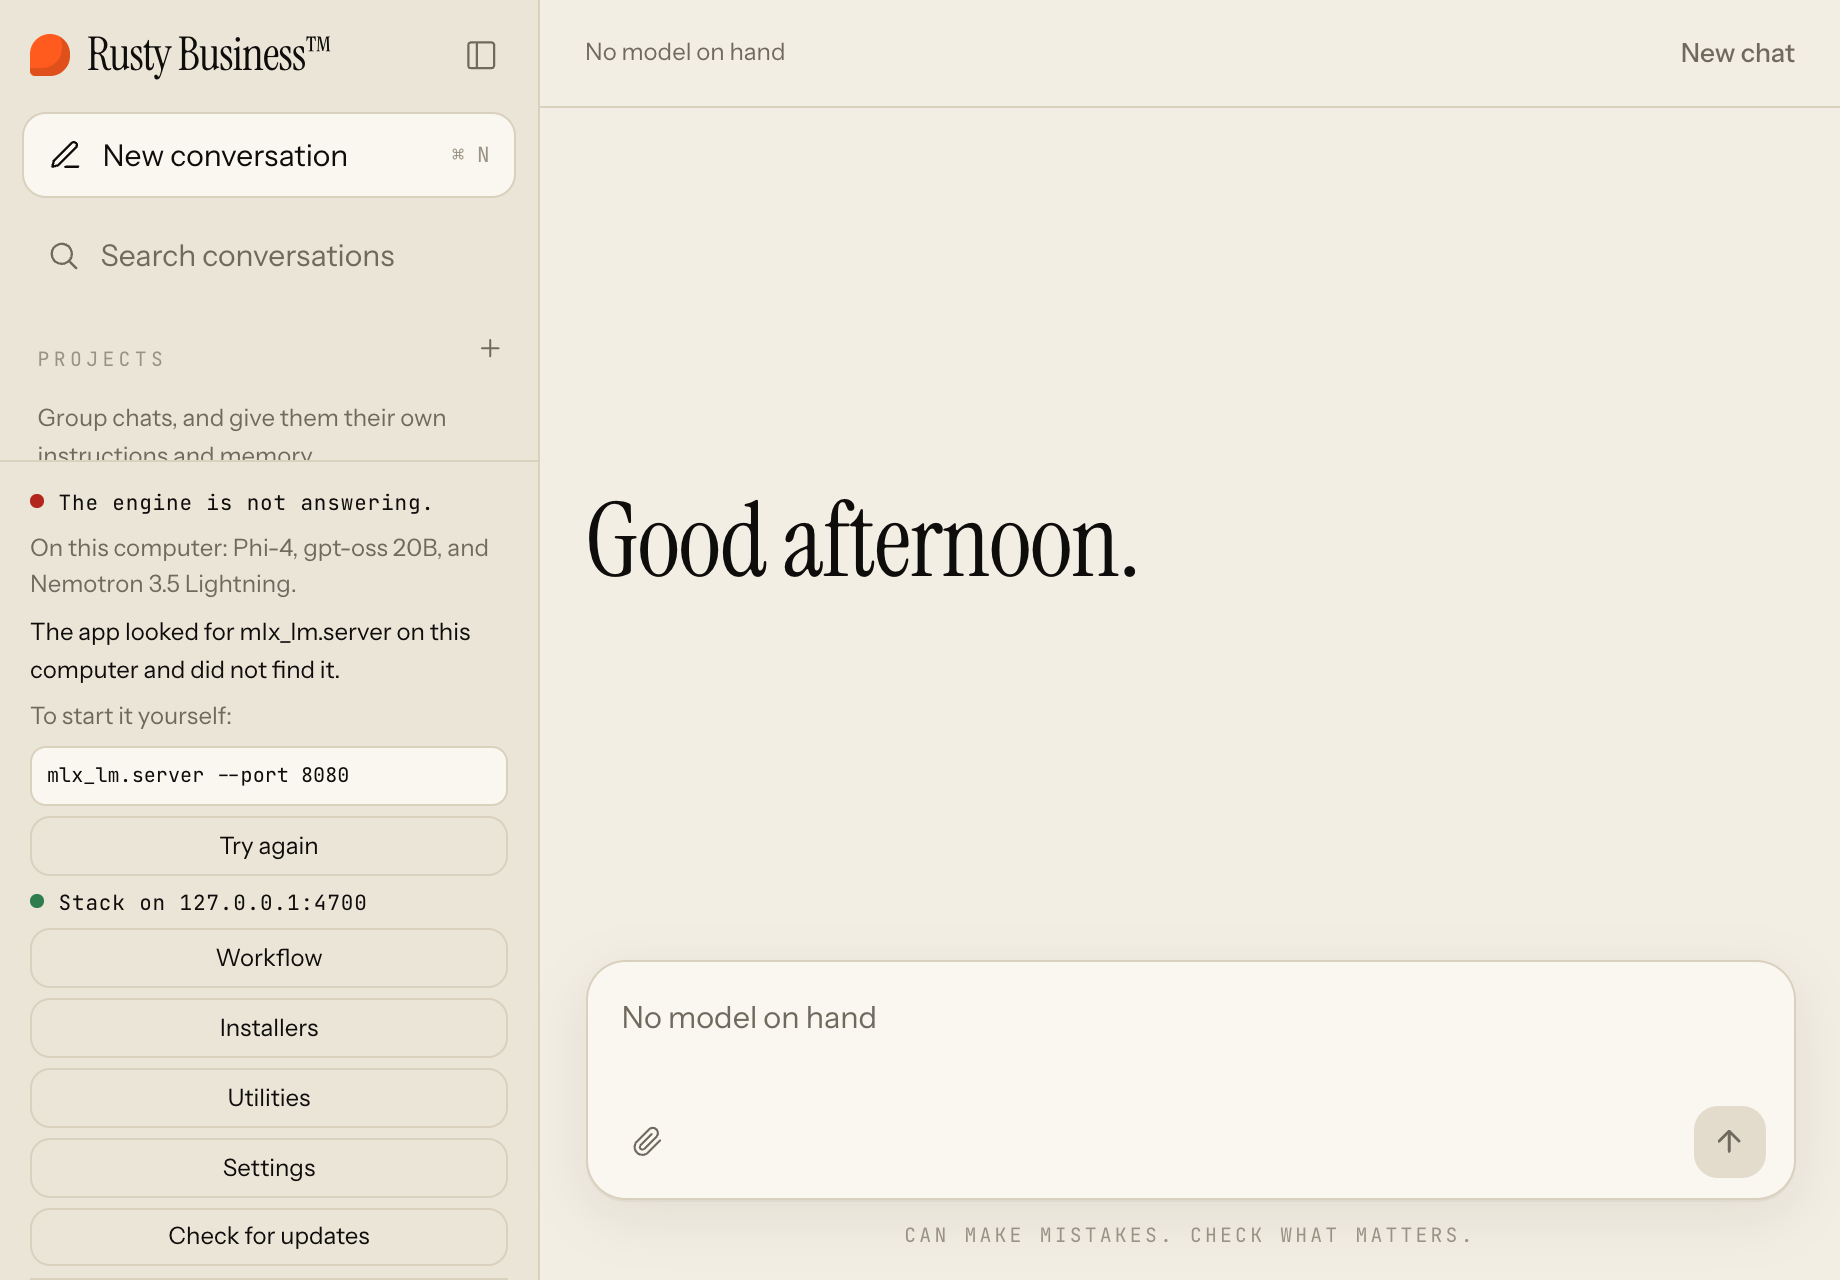 Rusty Business™
New conversation ⌘ N
Search conversations
PROJECTS
Group chats, and give them their own
instructions and memory.
The engine is not answering.
On this computer: Phi-4, gpt-oss 20B, and
Nemotron 3.5 Lightning.
The app looked for mlx_lm.server on this
computer and did not find it.
To start it yourself:
mlx_lm.server --port 8080
Try again
Stack on 127.0.0.1:4700
Workflow
Installers
Utilities
Settings
Check for updates
No model on hand
New chat
Good afternoon.
No model on hand
CAN MAKE MISTAKES. CHECK WHAT MATTERS.